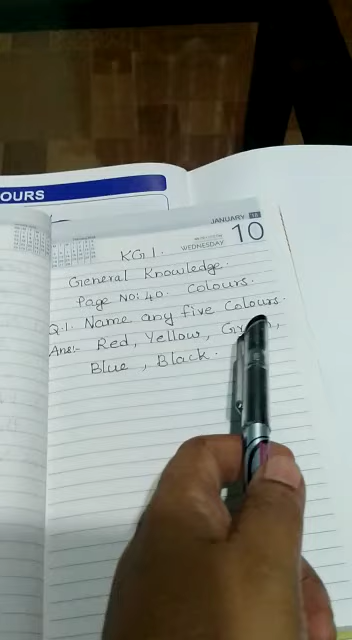 OURS
JANUARY
WEDNESDAY 10
KG 1.
General Knowledge.
Page No: 40. Colours.
Q.1. Name any five Colours.
Ans:- Red, Yellow,
Blue, Black.